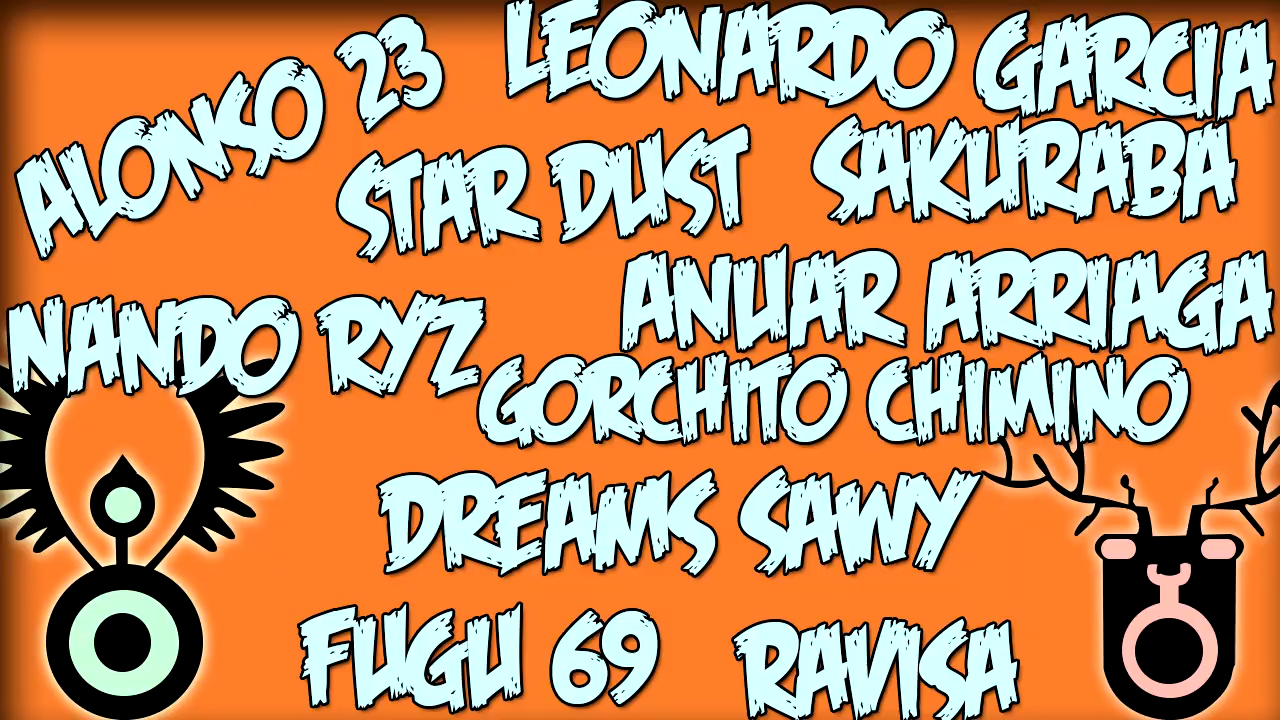 ALONSO 23
LEONARDO GARCIA
STAR DUST
SAKURABA
NANDO RYZ
ANUAR ARRIAGA
GORCHITO CHIMINO
DREAMS SAWY
FUGU 69
RAVISA